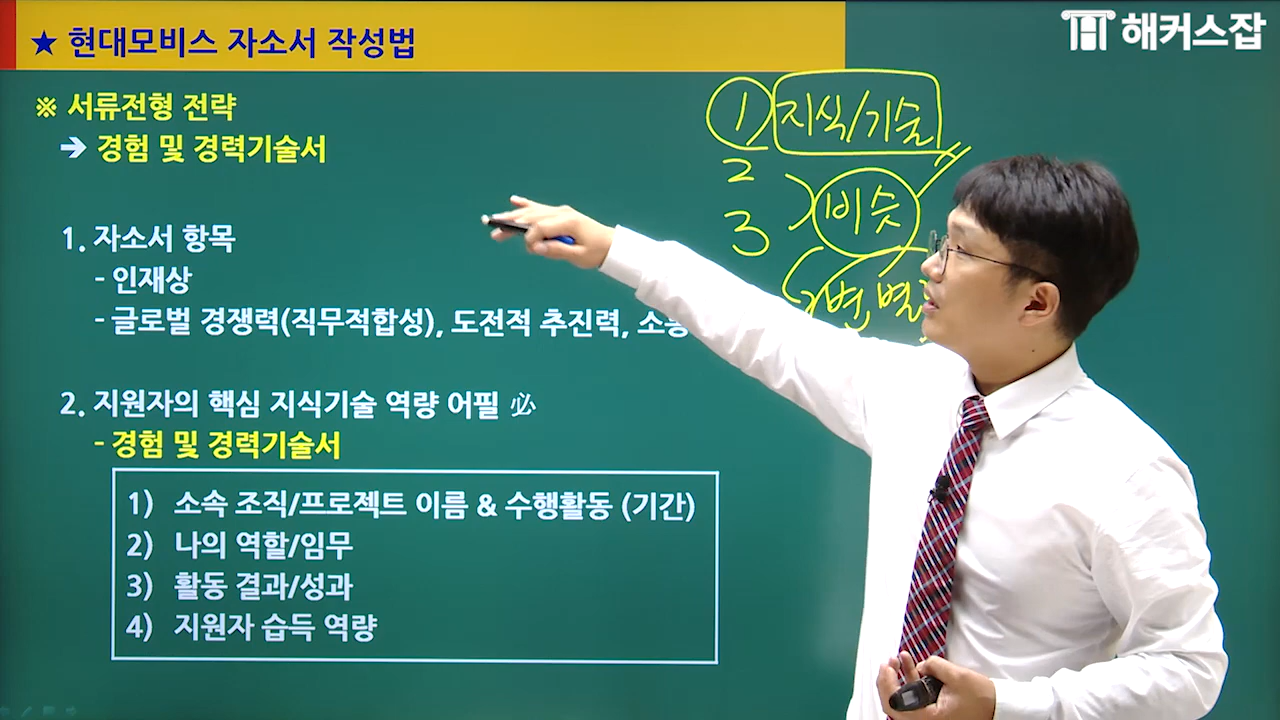 ★ 현대모비스 자소서 작성법
해커스잡
※ 서류전형 전략
➔ 경험 및 경력기술서
1. 자소서 항목
- 인재상
- 글로벌 경쟁력(직무적합성), 도전적 추진력,
2. 지원자의 핵심 지식기술 역량 어필 必
- 경험 및 경력기술서
1) 소속 조직/프로젝트 이름 & 수행활동 (기간)
2) 나의 역할/임무
3) 활동 결과/성과
4) 지원자 습득 역량
1 지식/기술
2
비슷
3